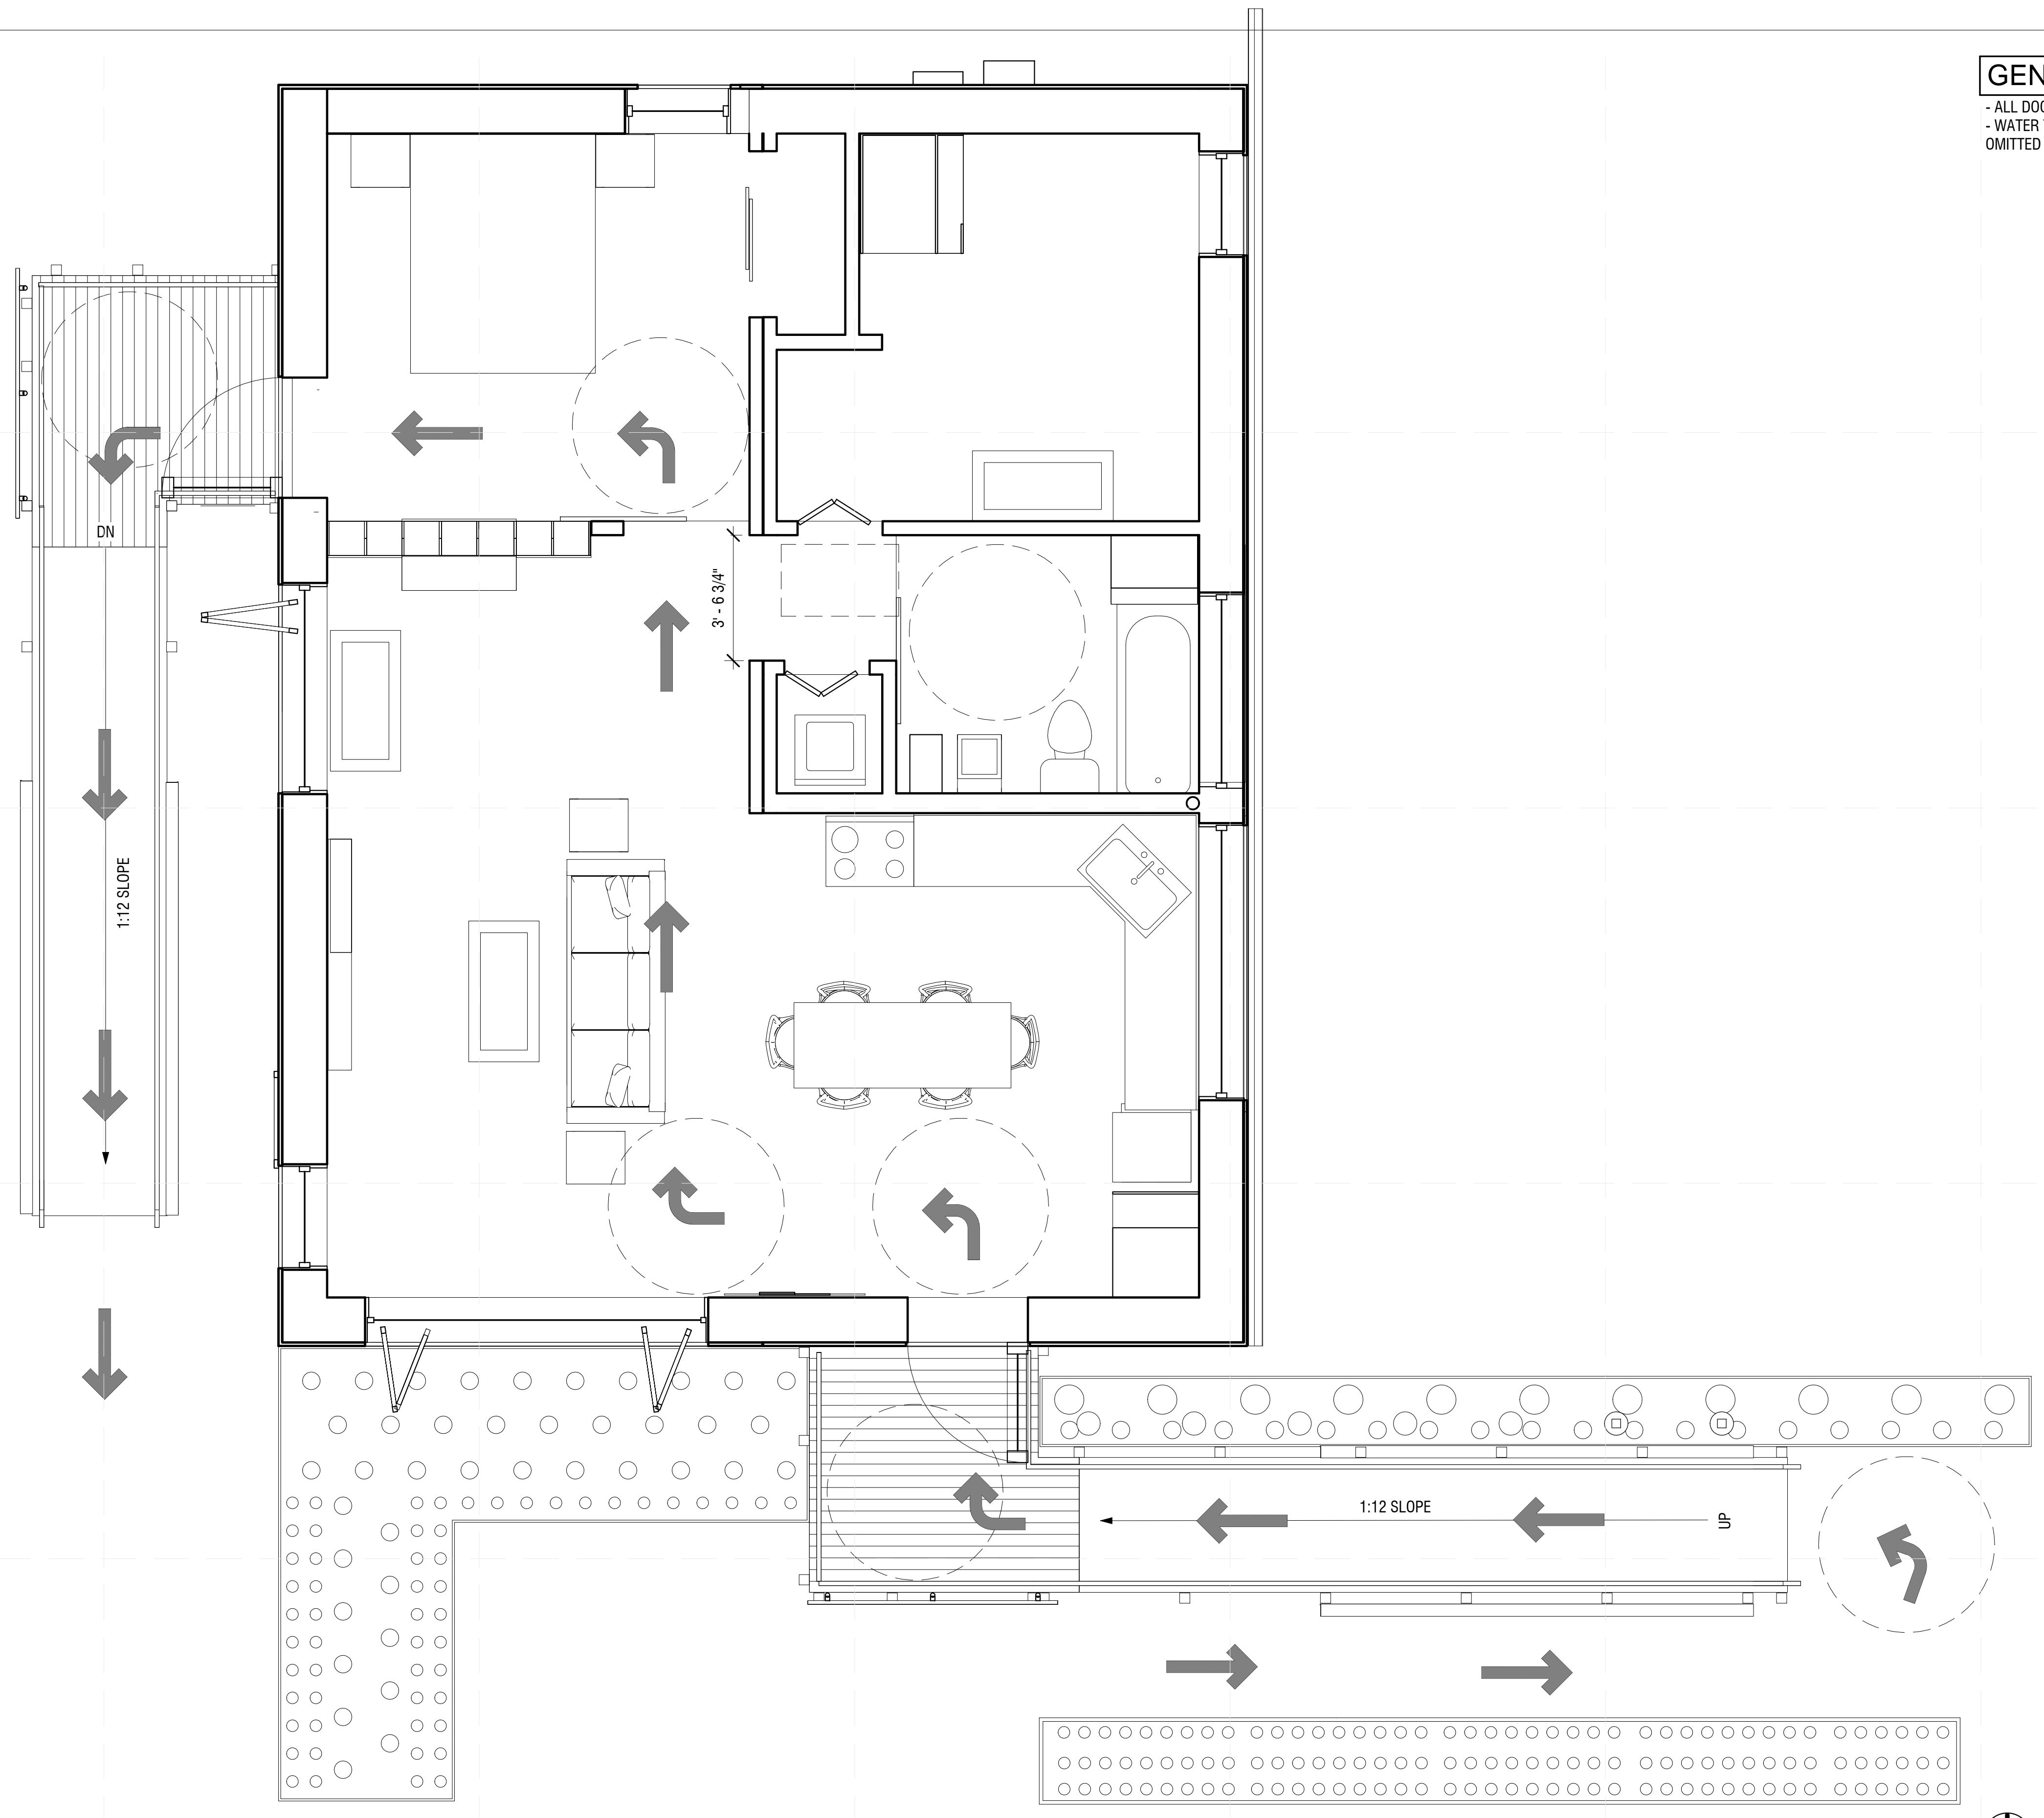 GEN
- ALL DOO
- WATER
OMITTED
DN
3' - 6 3/4"
1:12 SLOPE
1:12 SLOPE
UP